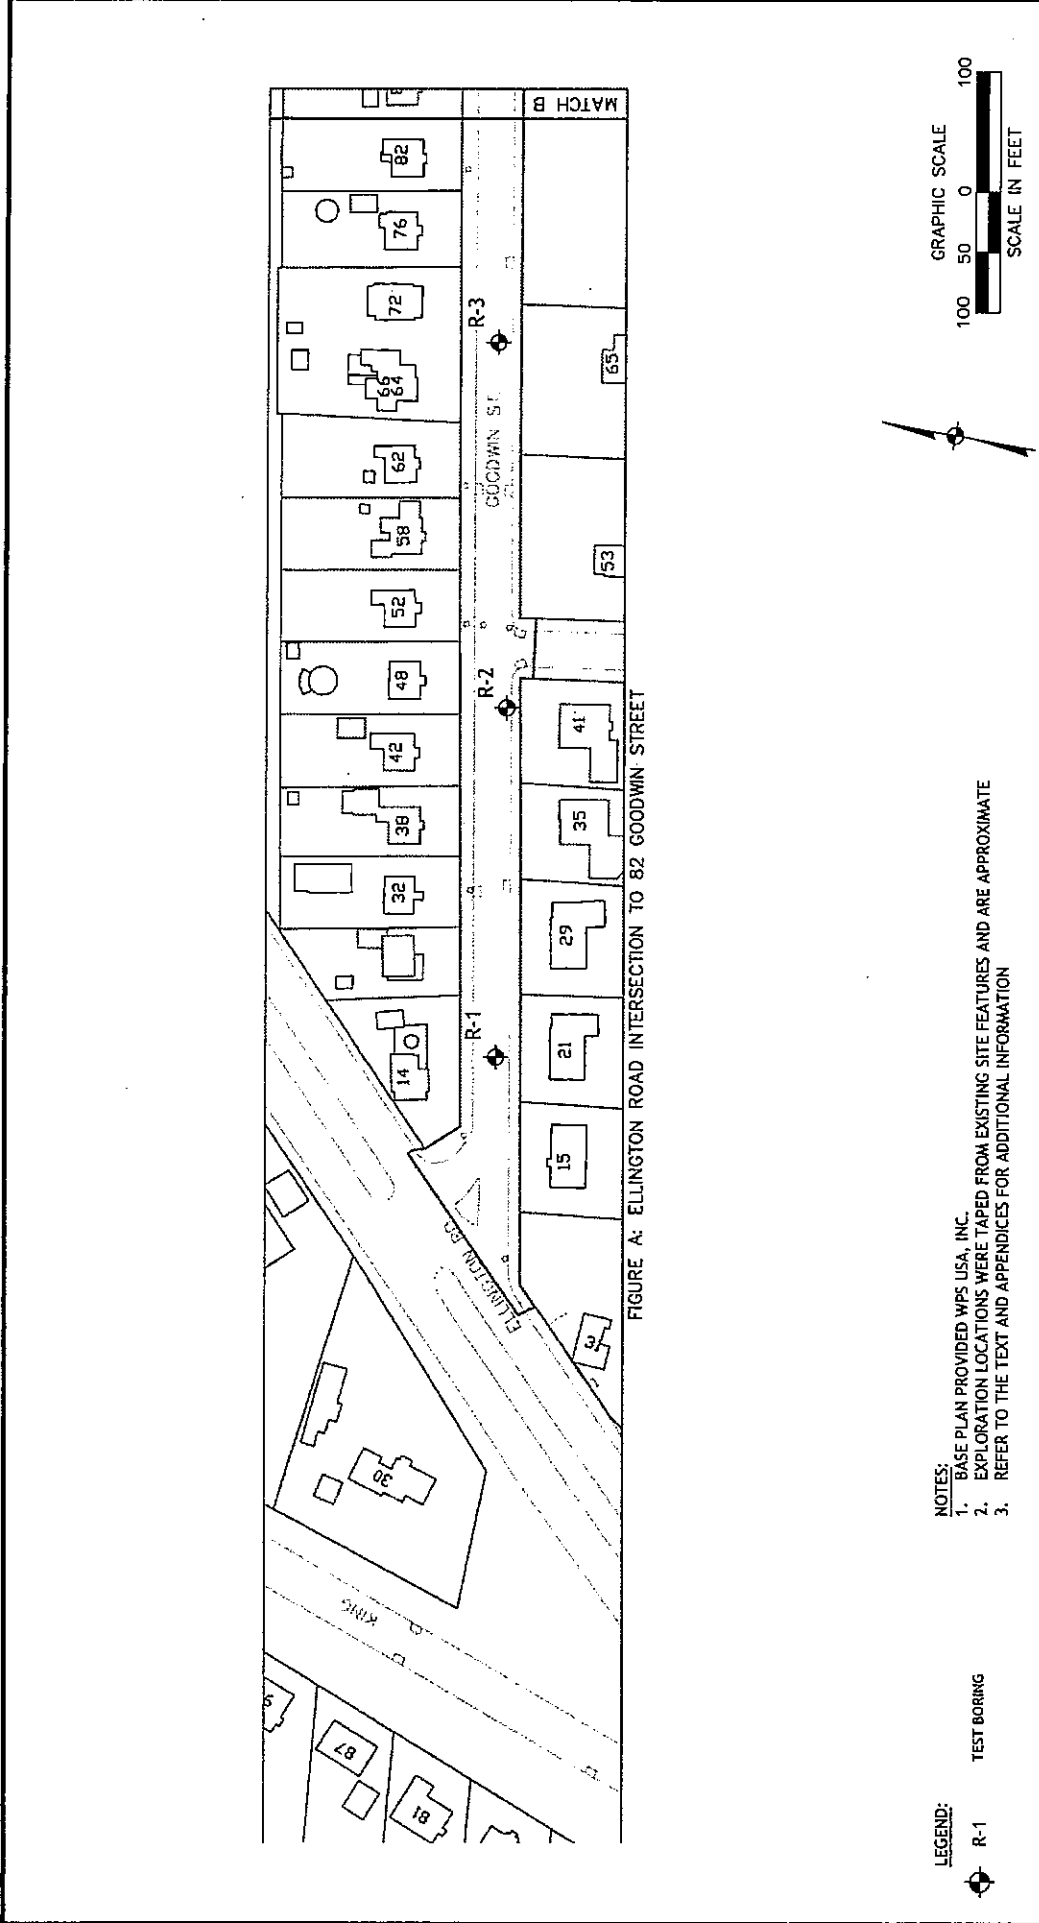 MATCH B
82
76
72
66
64
62
58
52
48
42
38
32
14
R-3
R-2
R-1
GOODWIN ST.
65
53
41
35
29
21
15
3
ELLINGTON RD
30
KING
9
87
81
FIGURE A: ELLINGTON ROAD INTERSECTION TO 82 GOODWIN STREET
GRAPHIC SCALE
100 50 0 100
SCALE IN FEET
NOTES:
1. BASE PLAN PROVIDED WPS USA, INC.
2. EXPLORATION LOCATIONS WERE TAPED FROM EXISTING SITE FEATURES AND ARE APPROXIMATE
3. REFER TO THE TEXT AND APPENDICES FOR ADDITIONAL INFORMATION
LEGEND:
R-1 TEST BORING